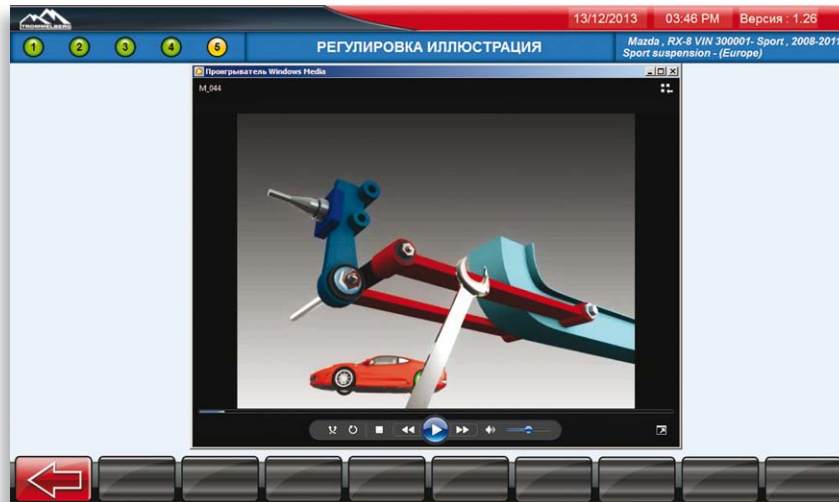 TROMMELBERG
13/12/2013 03:46 PM Версия : 1.26
1 2 3 4 5
РЕГУЛИРОВКА ИЛЛЮСТРАЦИЯ
Mazda , RX-8 VIN 300001- Sport , 2008-2011
Sport suspension - (Europe)
Проигрыватель Windows Media
M_044